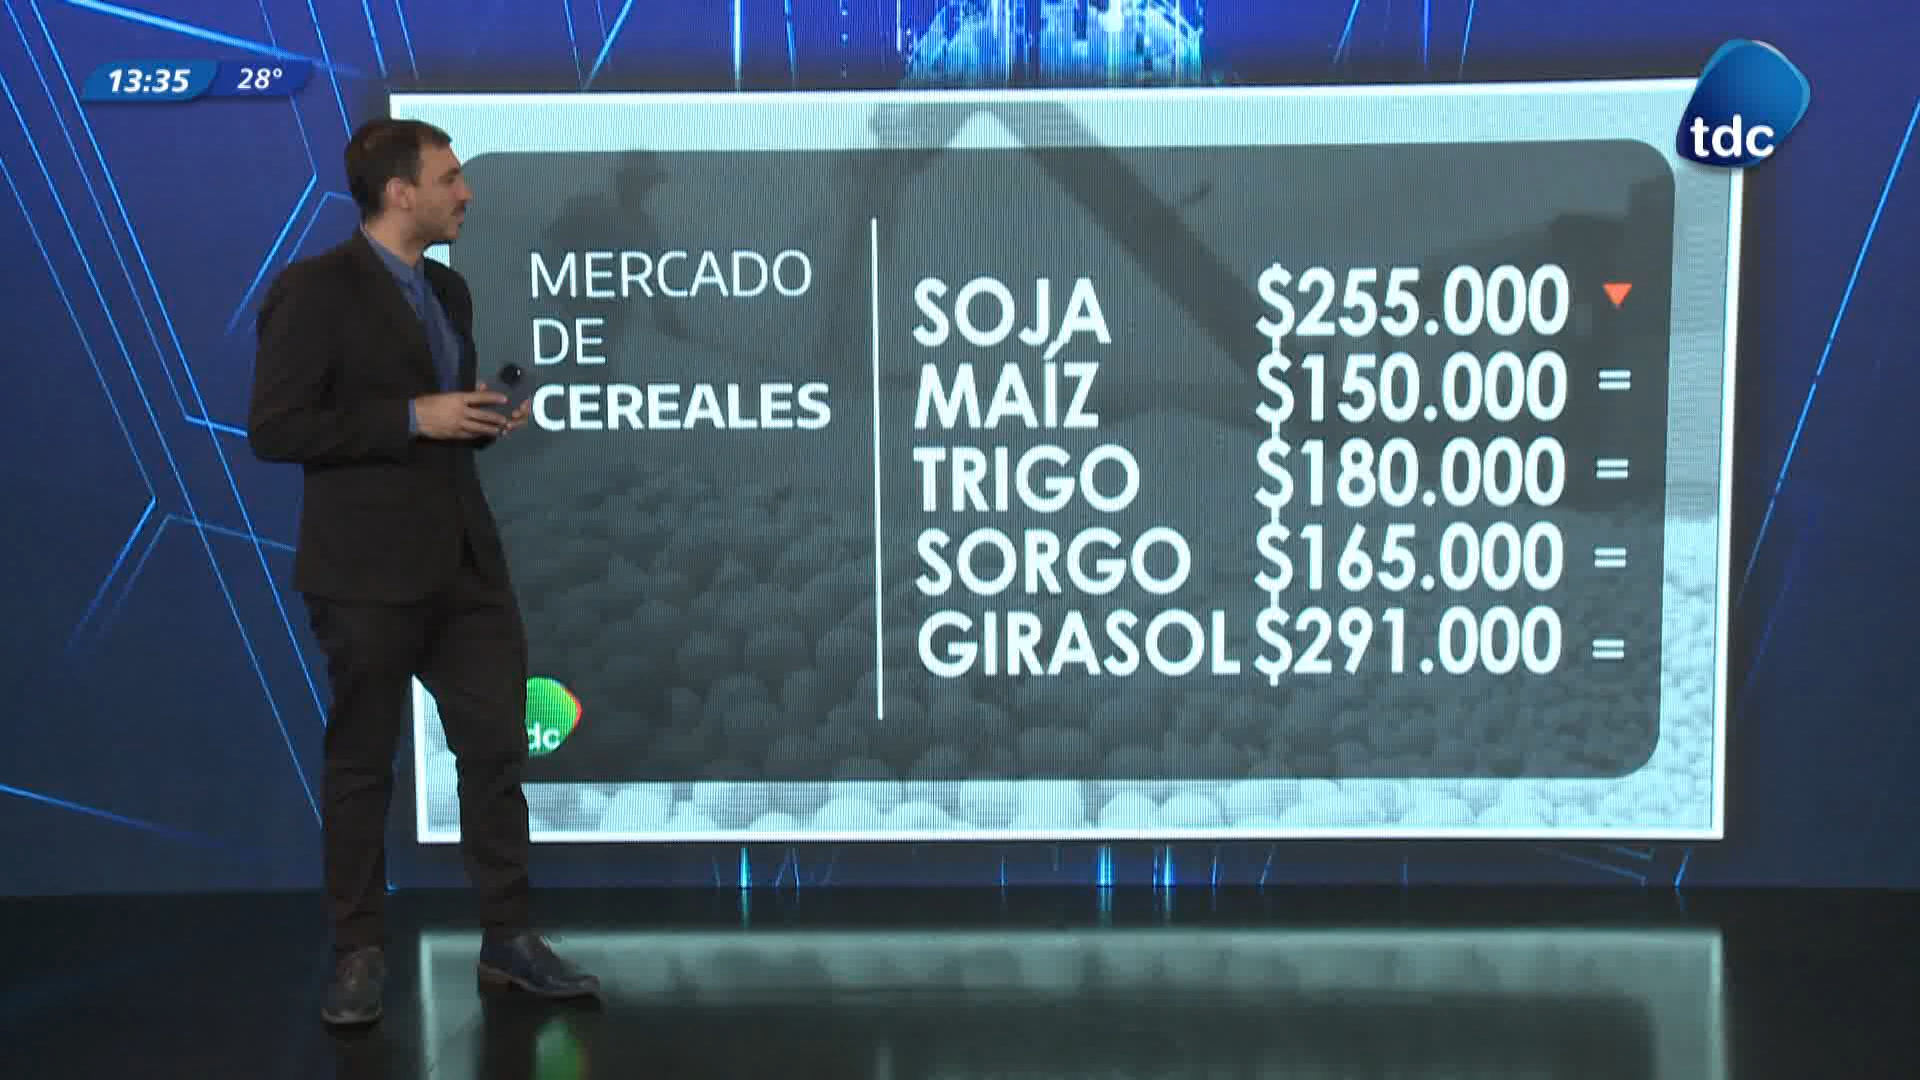 13:35 28°
tdc
MERCADO
DE
CEREALES
SOJA $255.000
MAÍZ $150.000 =
TRIGO $180.000 =
SORGO $165.000 =
GIRASOL $291.000 =
tdc